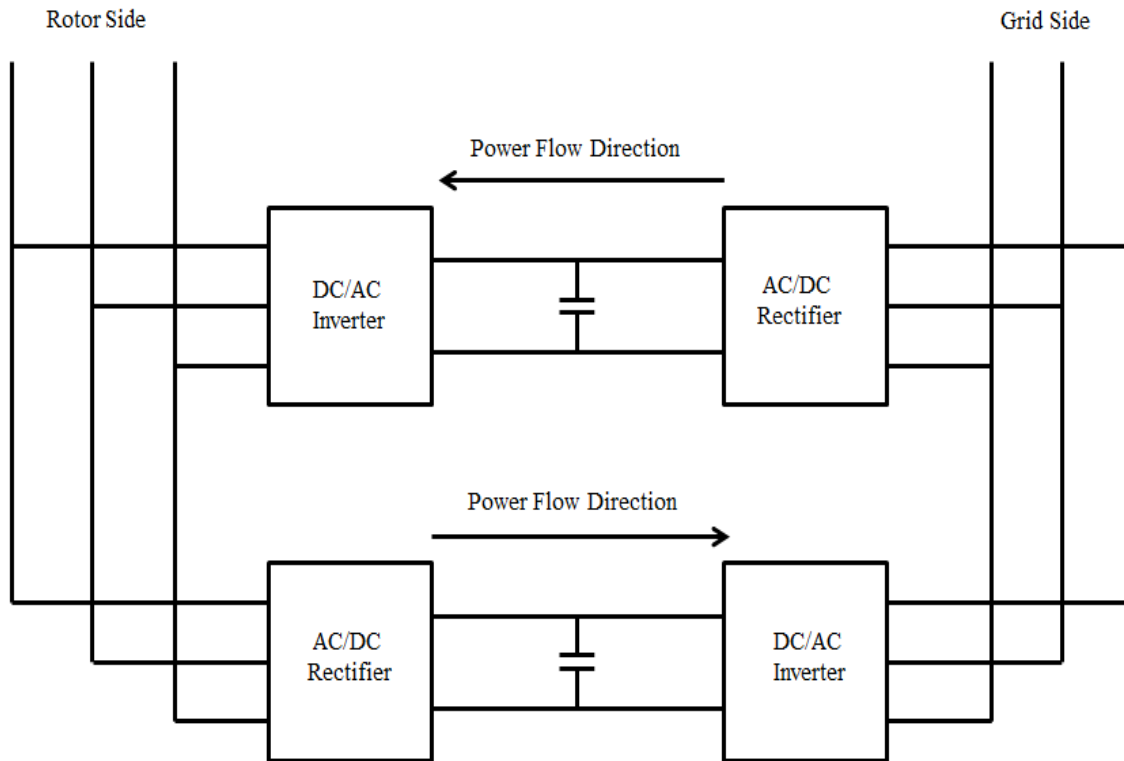 Rotor Side
Grid Side
Power Flow Direction
DC/AC
Inverter
AC/DC
Rectifier
Power Flow Direction
AC/DC
Rectifier
DC/AC
Inverter